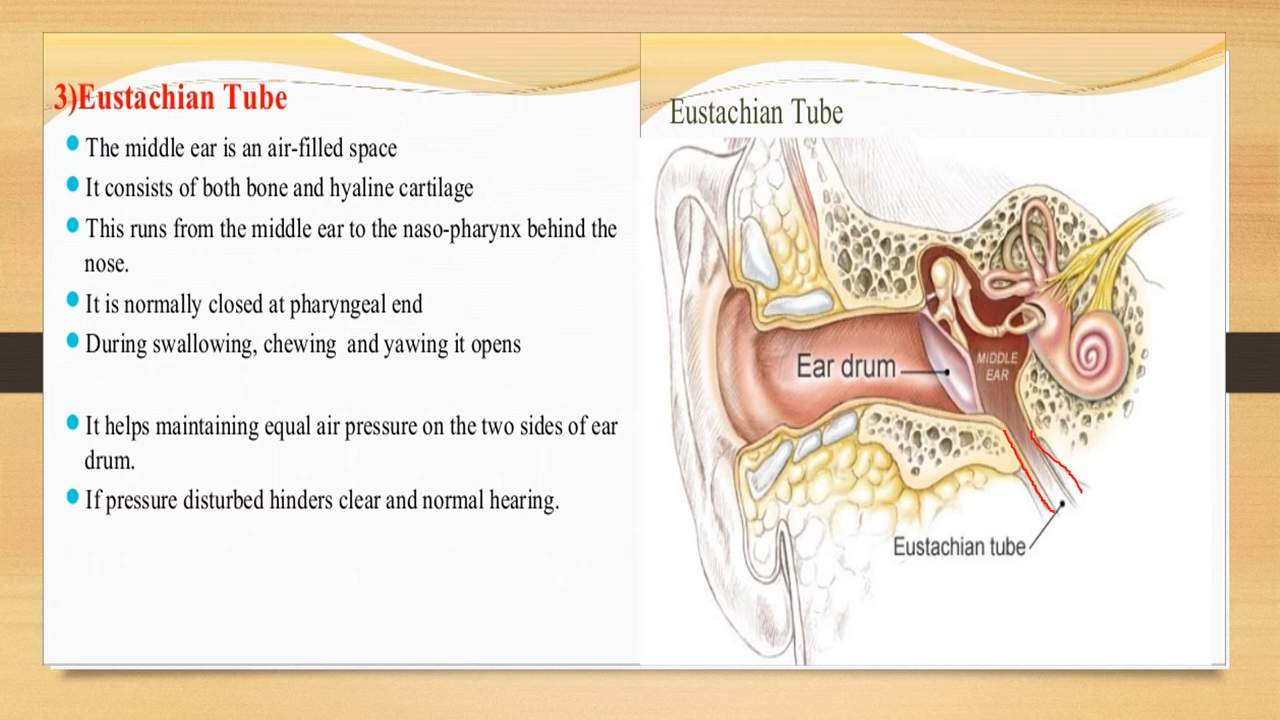 3)Eustachian Tube
The middle ear is an air-filled space
It consists of both bone and hyaline cartilage
This runs from the middle ear to the naso-pharynx behind the
nose.
It is normally closed at pharyngeal end
During swallowing, chewing and yawing it opens
It helps maintaining equal air pressure on the two sides of ear
drum.
If pressure disturbed hinders clear and normal hearing.
Eustachian Tube
Ear drum
MIDDLE
EAR
Eustachian tube